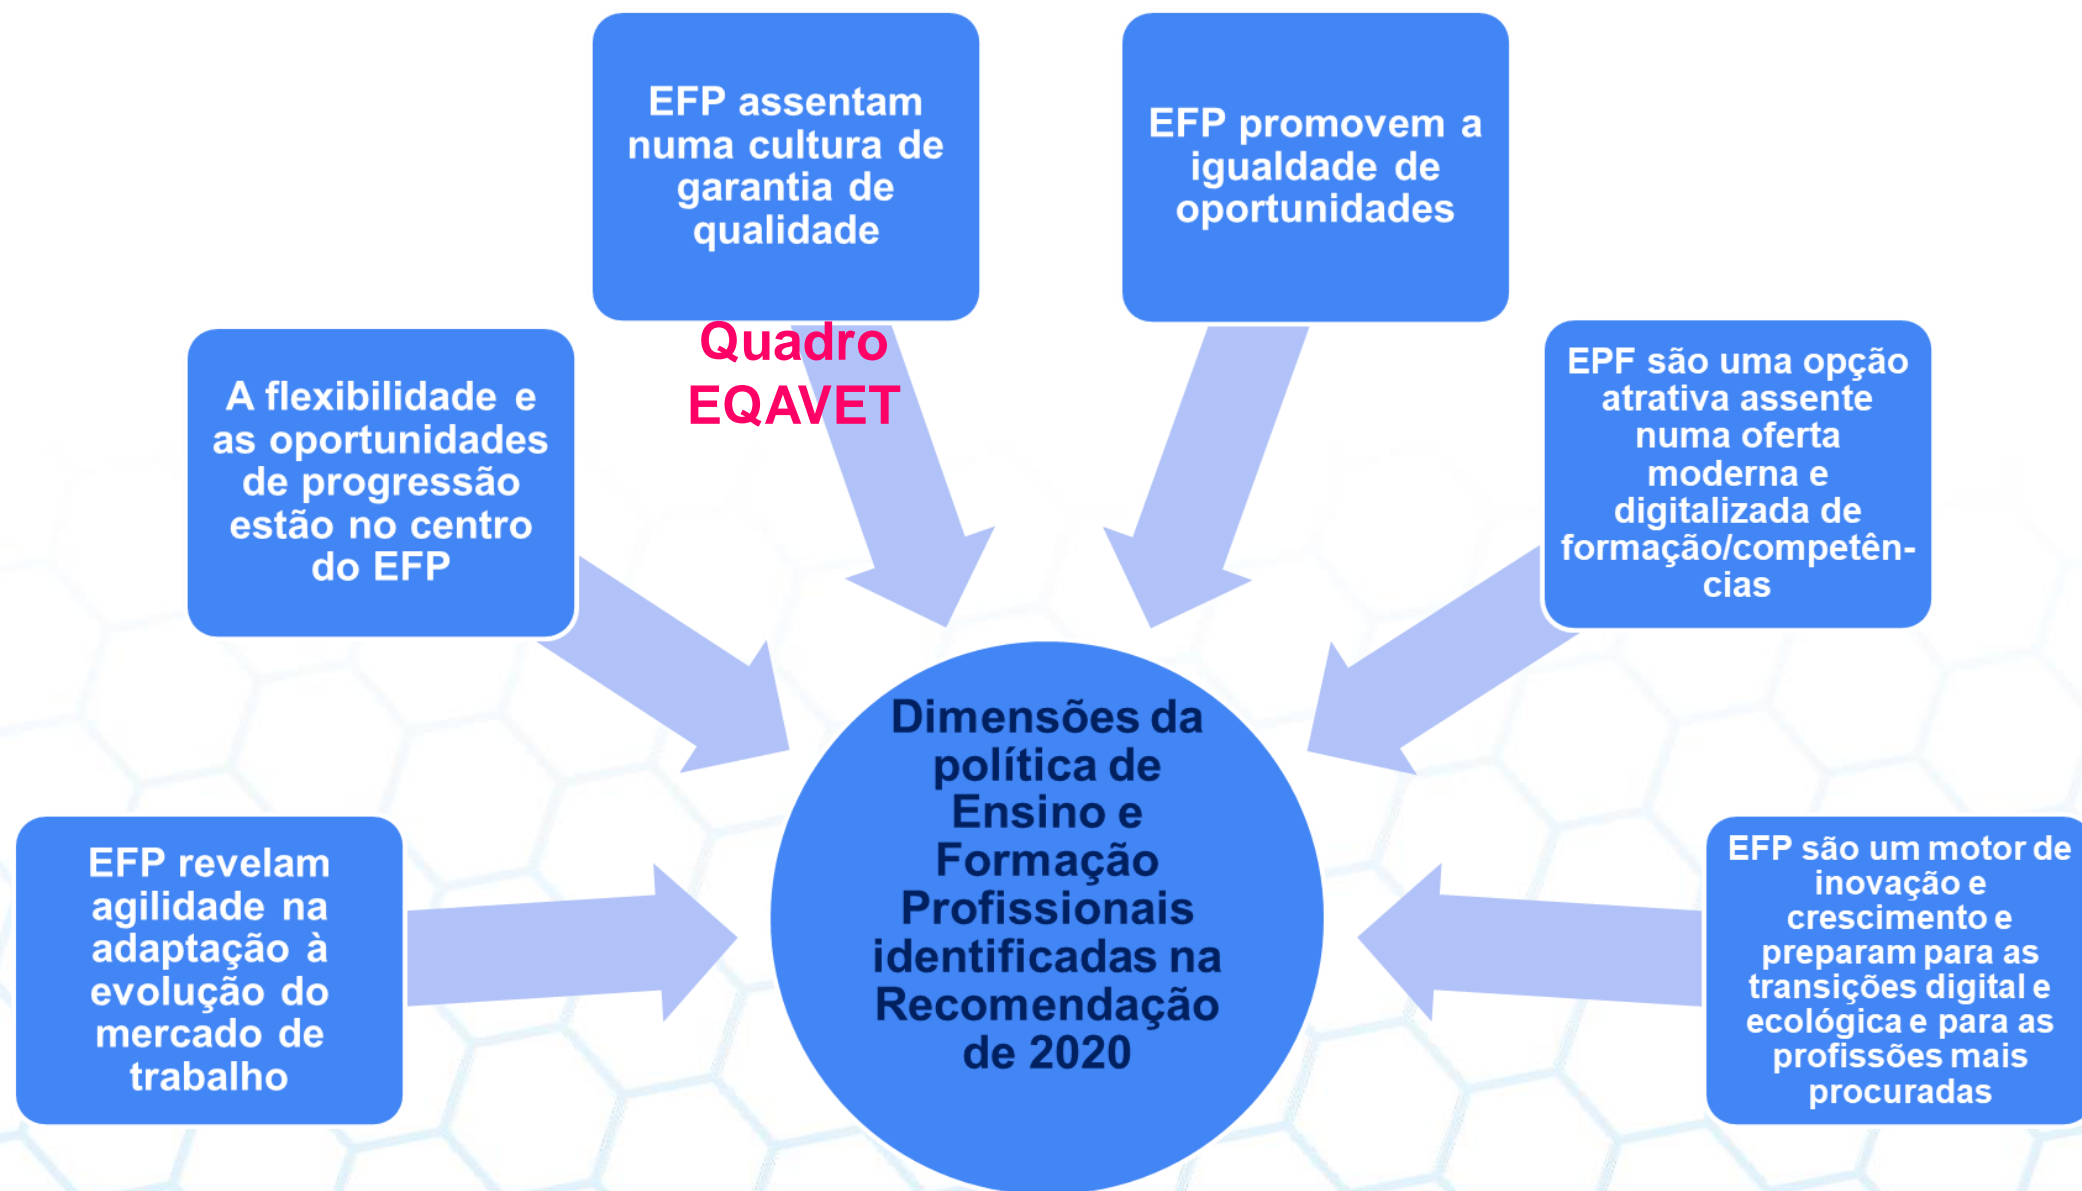 EFP assentam
numa cultura de
garantia de
qualidade
EFP promovem a
igualdade de
oportunidades
Quadro
EQAVET
A flexibilidade e
as oportunidades
de progressão
estão no centro
do EFP
EPF são uma opção
atrativa assente
numa oferta
moderna e
digitalizada de
formação/competên-
cias
EFP revelam
agilidade na
adaptação à
evolução do
mercado de
trabalho
Dimensões da
política de
Ensino e
Formação
Profissionais
identificadas na
Recomendação
de 2020
EFP são um motor de
inovação e
crescimento e
preparam para as
transições digital e
ecológica e para as
profissões mais
procuradas